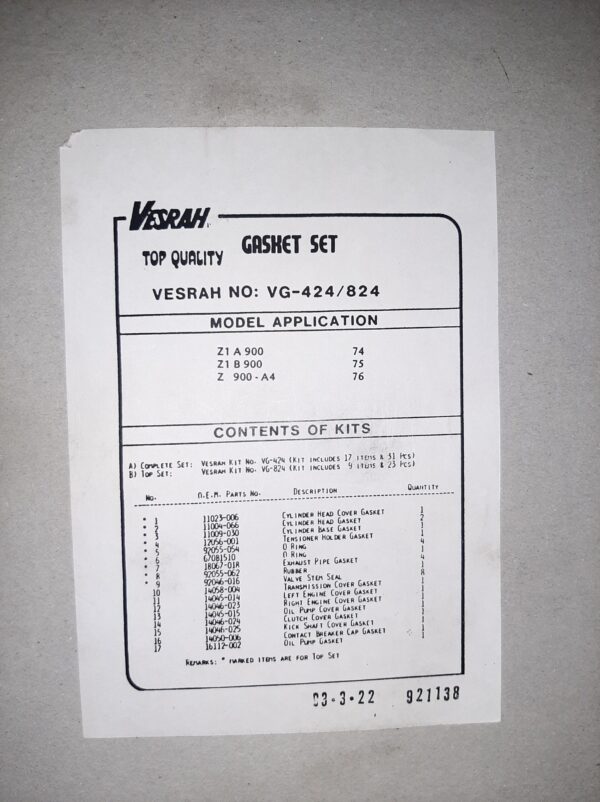 VESRAH
TOP QUALITY GASKET SET
VESRAH NO: VG-424/824
MODEL APPLICATION
Z1 A 900 74
Z1 B 900 75
Z 900-A4 76
CONTENTS OF KITS
A) COMPLETE SET: VESRAH KIT NO. VG-424 (KIT INCLUDES 17 ITEMS & 31 PCS)
B) TOP SET: VESRAH KIT NO. VG-824 (KIT INCLUDES 9 ITEMS & 23 PCS)
NO. O.E.M. PARTS NO. DESCRIPTION QUANTITY
* 1 11023-006 CYLINDER HEAD COVER GASKET 1
* 2 11004-066 CYLINDER HEAD GASKET 2
* 3 11009-030 CYLINDER BASE GASKET 1
* 4 12056-001 TENSIONER HOLDER GASKET 1
* 5 92055-054 O RING 4
* 6 670B1510 O RING 1
* 7 18067-018 EXHAUST PIPE GASKET 4
* 8 92055-062 RUBBER 1
* 9 92046-016 VALVE STEM SEAL 8
10 14058-004 TRANSMISSION COVER GASKET 1
11 14045-014 LEFT ENGINE COVER GASKET 1
12 14046-023 RIGHT ENGINE COVER GASKET 1
13 14045-015 OIL PUMP COVER GASKET 1
14 14046-024 CLUTCH COVER GASKET 1
15 14046-025 KICK SHAFT COVER GASKET 1
16 14050-006 CONTACT BREAKER CAP GASKET 1
17 16112-002 OIL PUMP GASKET 1
REMARKS: * MARKED ITEMS ARE FOR TOP SET
03·3·22 921138